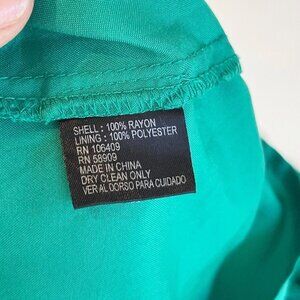 SHELL : 100% RAYON
LINING : 100% POLYESTER
RN 106409
RN 58909
MADE IN CHINA
DRY CLEAN ONLY
VER AL DORSO PARA CUIDADO